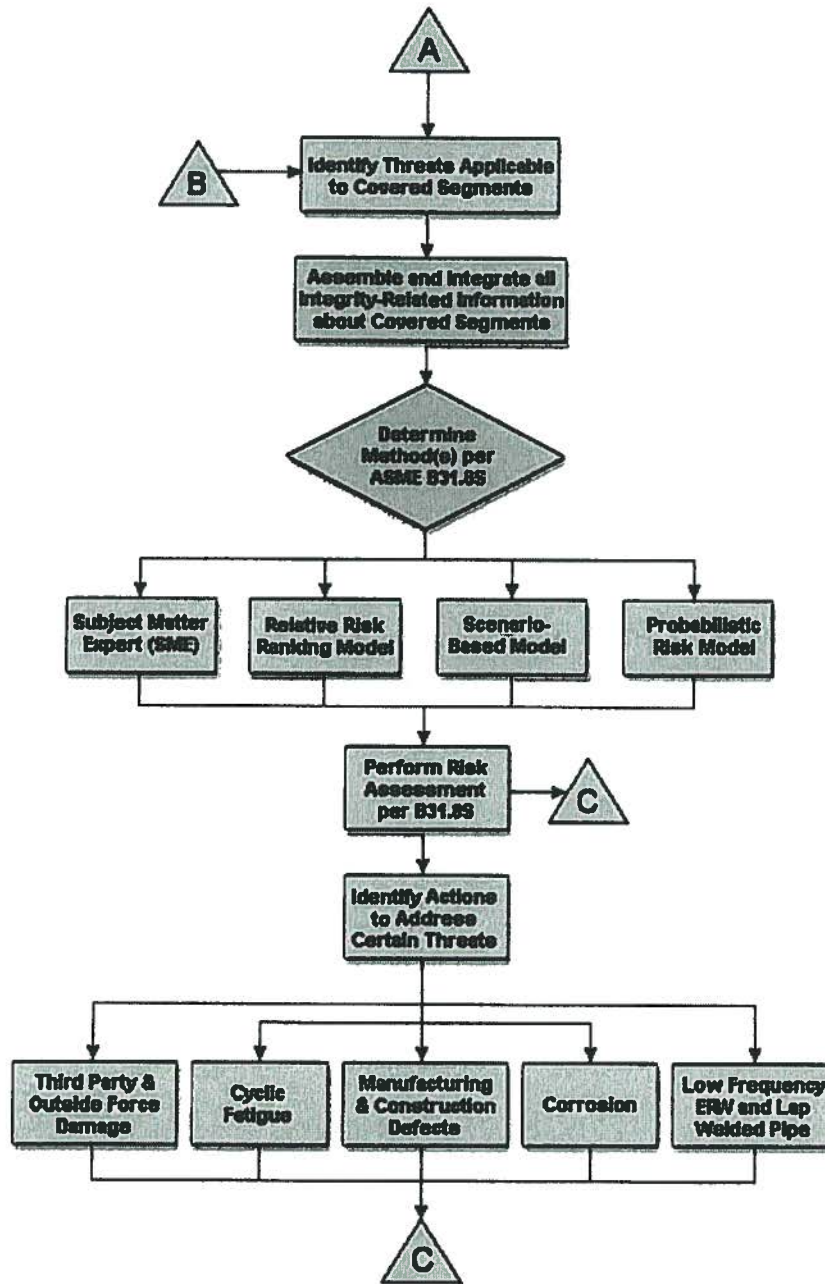 A
B
Identify Threats Applicable
to Covered Segments
Assemble and Integrate all
Integrity-Related Information
about Covered Segments
Determine
Method(s) per
ASME B31.8S
Subject Matter
Expert (SME)
Relative Risk
Ranking Model
Scenario-
Based Model
Probabilistic
Risk Model
Perform Risk
Assessment
per B31.8S
C
Identify Actions
to Address
Certain Threats
Third Party &
Outside Force
Damage
Cyclic
Fatigue
Manufacturing
& Construction
Defects
Corrosion
Low Frequency
ERW and Lap
Welded Pipe
C